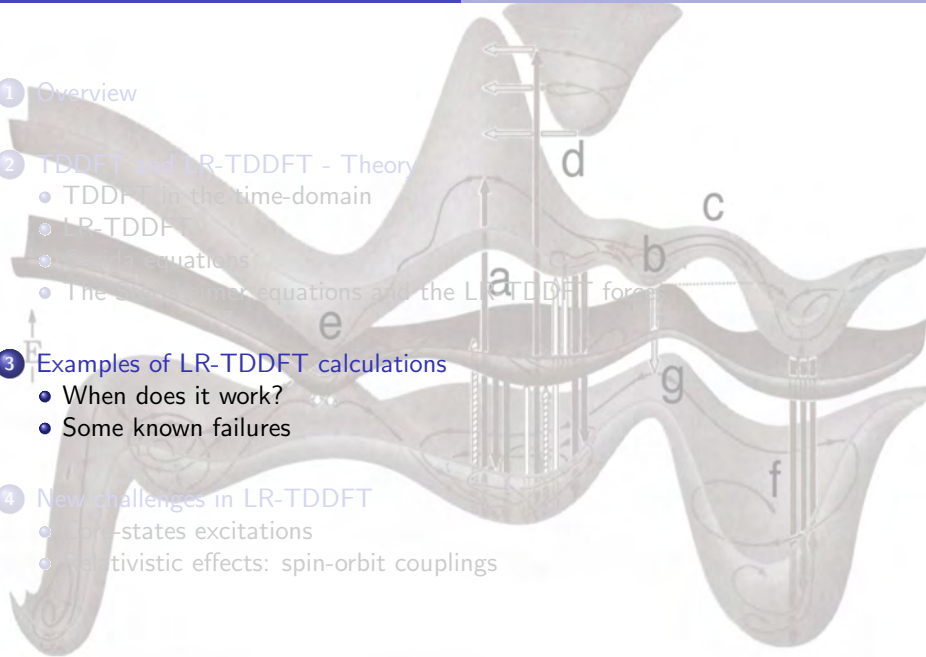 1 Overview
2 TDDFT and LR-TDDFT - Theory
TDDFT in the time-domain
LR-TDDFT
equations
The equations and the LR-TDDFT forces
3 Examples of LR-TDDFT calculations
When does it work?
Some known failures
4 New challenges in LR-TDDFT
Core-states excitations
Relativistic effects: spin-orbit couplings
a
b
c
d
e
f
g
E